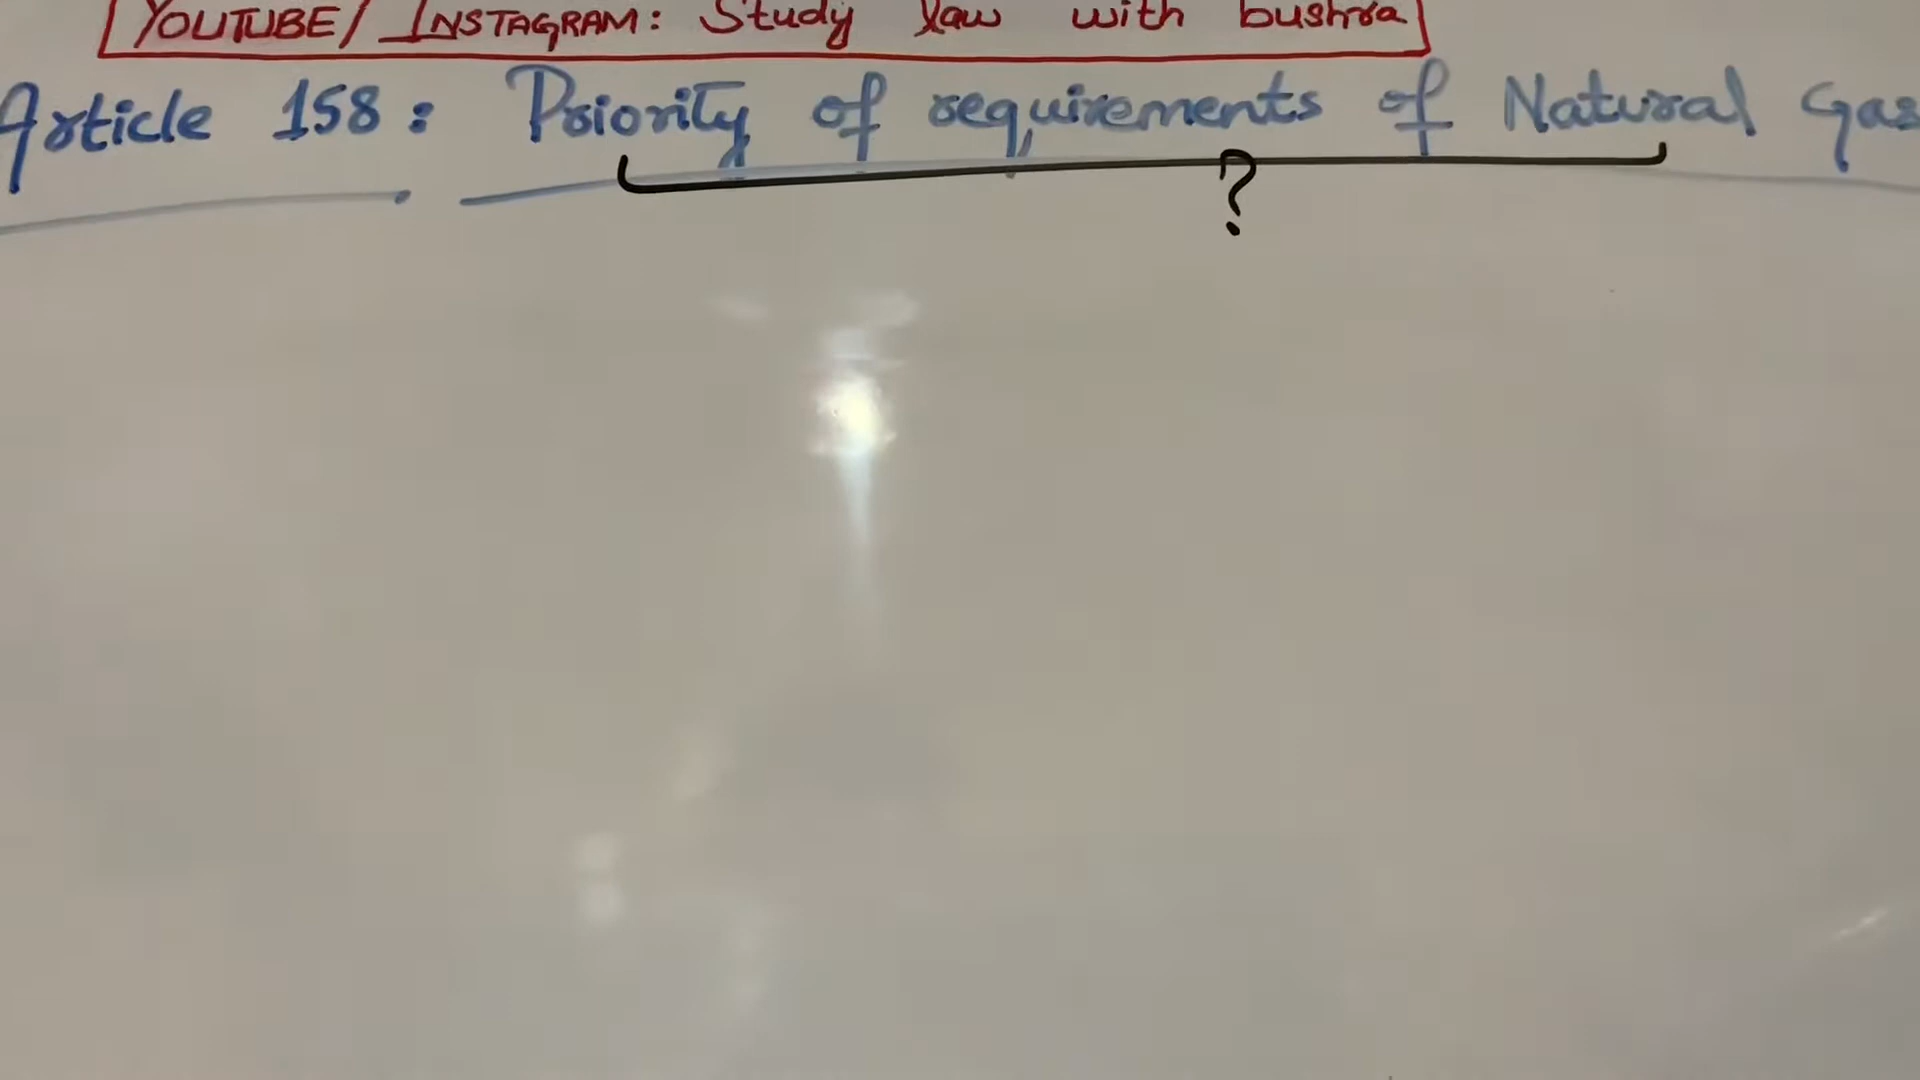 YOUTUBE/ INSTAGRAM: Study law with bushra
Article 158: Priority of requirements of Natural Gas
?